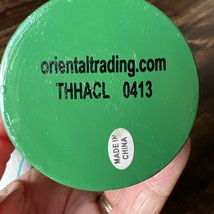 orientaltrading.com
THHACL 0413
MADE IN
CHINA